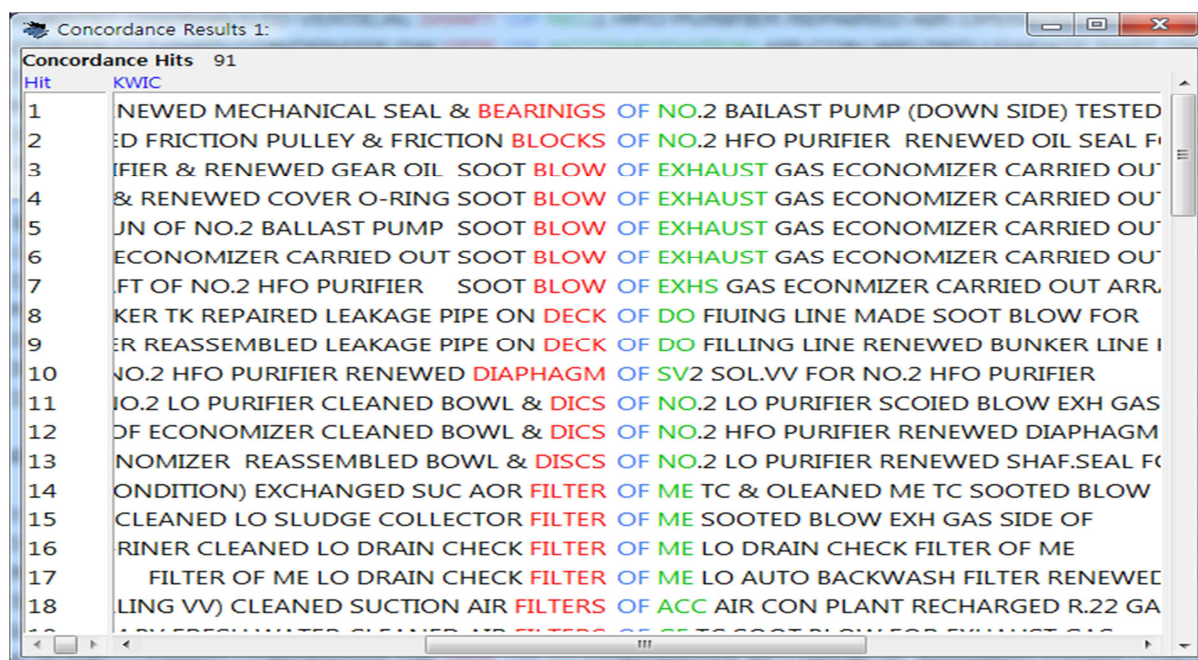 Concordance Results 1:
Concordance Hits 91
Hit KWIC
1 NEWED MECHANICAL SEAL & BEARINIGS OF NO.2 BAILAST PUMP (DOWN SIDE) TESTED
2 ED FRICTION PULLEY & FRICTION BLOCKS OF NO.2 HFO PURIFIER RENEWED OIL SEAL
3 IFIER & RENEWED GEAR OIL SOOT BLOW OF EXHAUST GAS ECONOMIZER CARRIED OUT
4 & RENEWED COVER O-RING SOOT BLOW OF EXHAUST GAS ECONOMIZER CARRIED OUT
5 UN OF NO.2 BALLAST PUMP SOOT BLOW OF EXHAUST GAS ECONOMIZER CARRIED OUT
6 ECONOMIZER CARRIED OUT SOOT BLOW OF EXHAUST GAS ECONOMIZER CARRIED OUT
7 .FT OF NO.2 HFO PURIFIER SOOT BLOW OF EXHS GAS ECONMIZER CARRIED OUT ARR
8 KER TK REPAIRED LEAKAGE PIPE ON DECK OF DO FIUING LINE MADE SOOT BLOW FOR
9 ER REASSEMBLED LEAKAGE PIPE ON DECK OF DO FILLING LINE RENEWED BUNKER LINE
10 NO.2 HFO PURIFIER RENEWED DIAPHAGM OF SV2 SOL.VV FOR NO.2 HFO PURIFIER
11 IO.2 LO PURIFIER CLEANED BOWL & DICS OF NO.2 LO PURIFIER SCOIED BLOW EXH GAS
12 OF ECONOMIZER CLEANED BOWL & DICS OF NO.2 HFO PURIFIER RENEWED DIAPHAGM
13 NOMIZER REASSEMBLED BOWL & DISCS OF NO.2 LO PURIFIER RENEWED SHAF.SEAL
14 ONDITION) EXCHANGED SUC AOR FILTER OF ME TC & OLEANED ME TC SOOTED BLOW
15 CLEANED LO SLUDGE COLLECTOR FILTER OF ME SOOTED BLOW EXH GAS SIDE OF
16 RINER CLEANED LO DRAIN CHECK FILTER OF ME LO DRAIN CHECK FILTER OF ME
17 FILTER OF ME LO DRAIN CHECK FILTER OF ME LO AUTO BACKWASH FILTER RENEWED
18 LING VV) CLEANED SUCTION AIR FILTERS OF ACC AIR CON PLANT RECHARGED R.22 GA